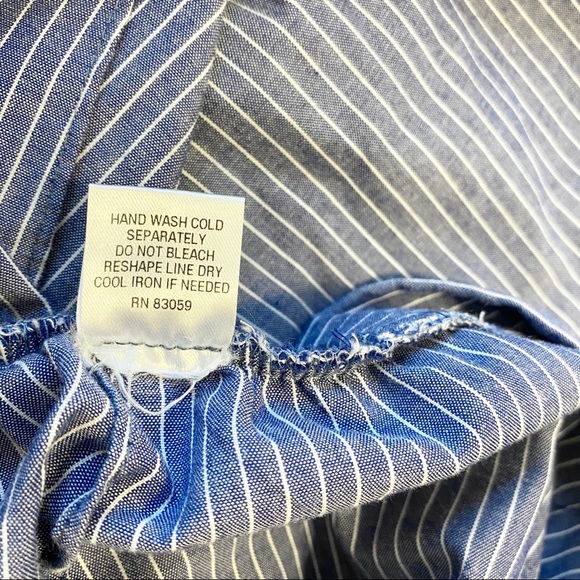 HAND WASH COLD
SEPARATELY
DO NOT BLEACH
RESHAPE LINE DRY
COOL IRON IF NEEDED
RN 83059